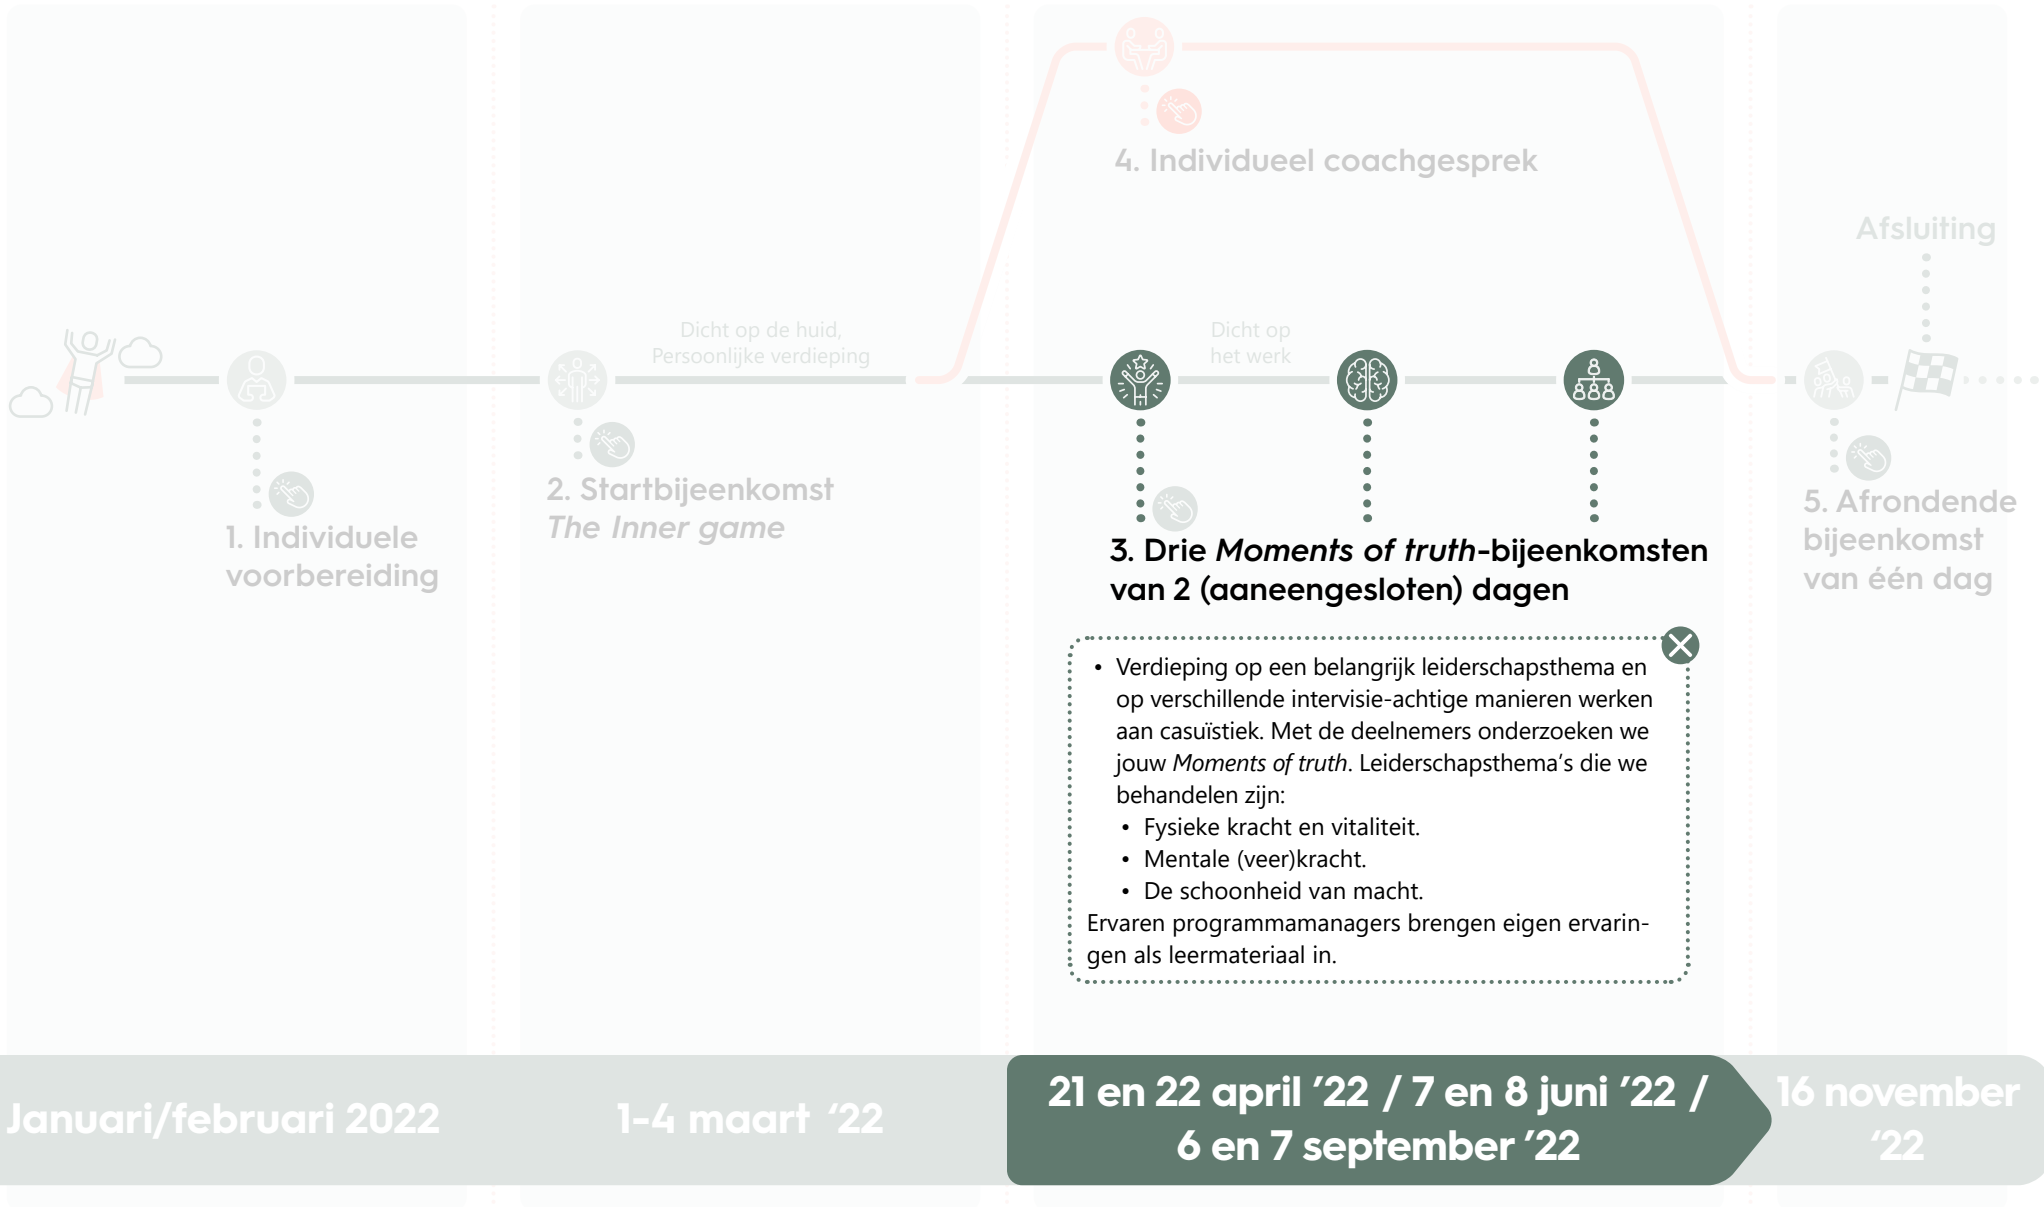 4. Individueel coachgesprek
Afsluiting
Dicht op de huid,
Persoonlijke verdieping
Dicht op
het werk
1. Individuele
voorbereiding
2. Startbijeenkomst
The Inner game
3. Drie Moments of truth-bijeenkomsten
van 2 (aaneengesloten) dagen
5. Afrondende
bijeenkomst
van één dag
• Verdieping op een belangrijk leiderschapsthema en
op verschillende intervisie-achtige manieren werken
aan casuïstiek. Met de deelnemers onderzoeken we
jouw Moments of truth. Leiderschapsthema’s die we
behandelen zijn:
• Fysieke kracht en vitaliteit.
• Mentale (veer)kracht.
• De schoonheid van macht.
Ervaren programmamanagers brengen eigen ervarin-
gen als leermateriaal in.
Januari/februari 2022
1-4 maart ‘22
21 en 22 april ’22 / 7 en 8 juni ’22 /
6 en 7 september ’22
16 november
‘22